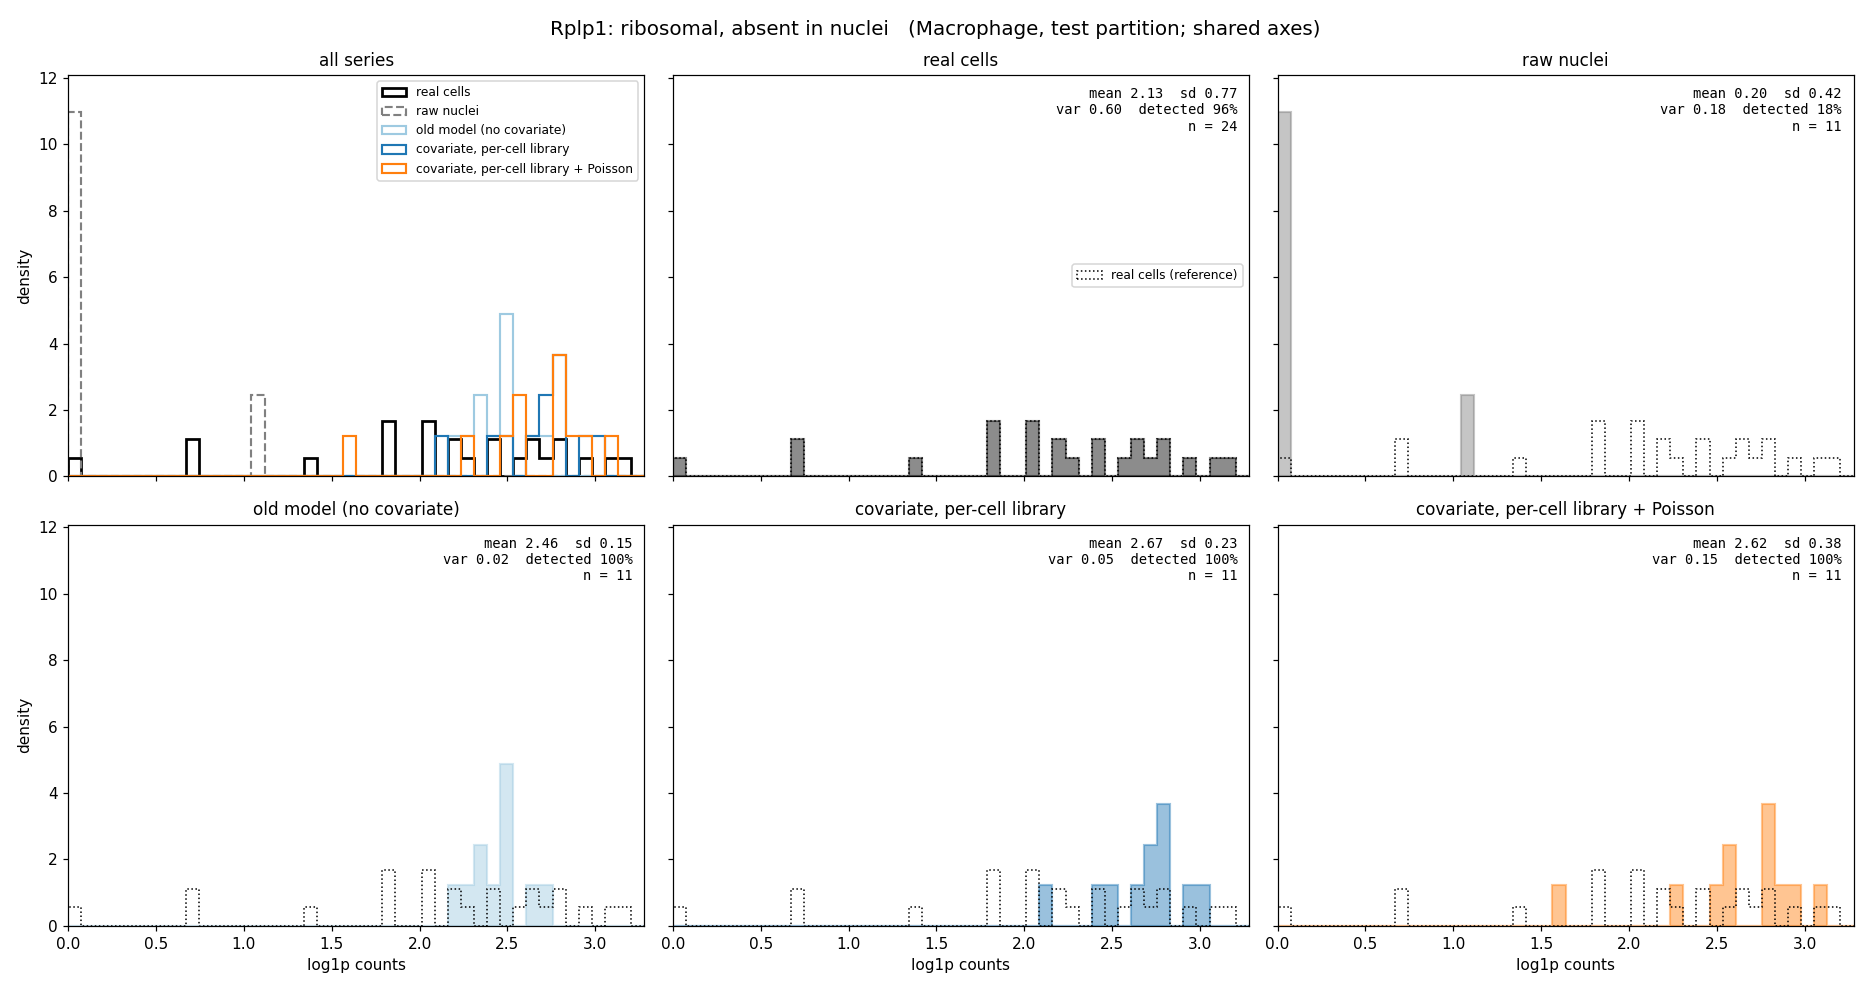 Rplp1: ribosomal, absent in nuclei (Macrophage, test partition; shared axes)
all series
real cells
raw nuclei
12
10
8
6
4
2
0
density
real cells
raw nuclei
old model (no covariate)
covariate, per-cell library
covariate, per-cell library + Poisson
mean 2.13 sd 0.77
var 0.60 detected 96%
n = 24
real cells (reference)
mean 0.20 sd 0.42
var 0.18 detected 18%
n = 11
old model (no covariate)
covariate, per-cell library
covariate, per-cell library + Poisson
12
10
8
6
4
2
0
density
mean 2.46 sd 0.15
var 0.02 detected 100%
n = 11
mean 2.67 sd 0.23
var 0.05 detected 100%
n = 11
mean 2.62 sd 0.38
var 0.15 detected 100%
n = 11
0.0 0.5 1.0 1.5 2.0 2.5 3.0
0.0 0.5 1.0 1.5 2.0 2.5 3.0
0.0 0.5 1.0 1.5 2.0 2.5 3.0
log1p counts
log1p counts
log1p counts